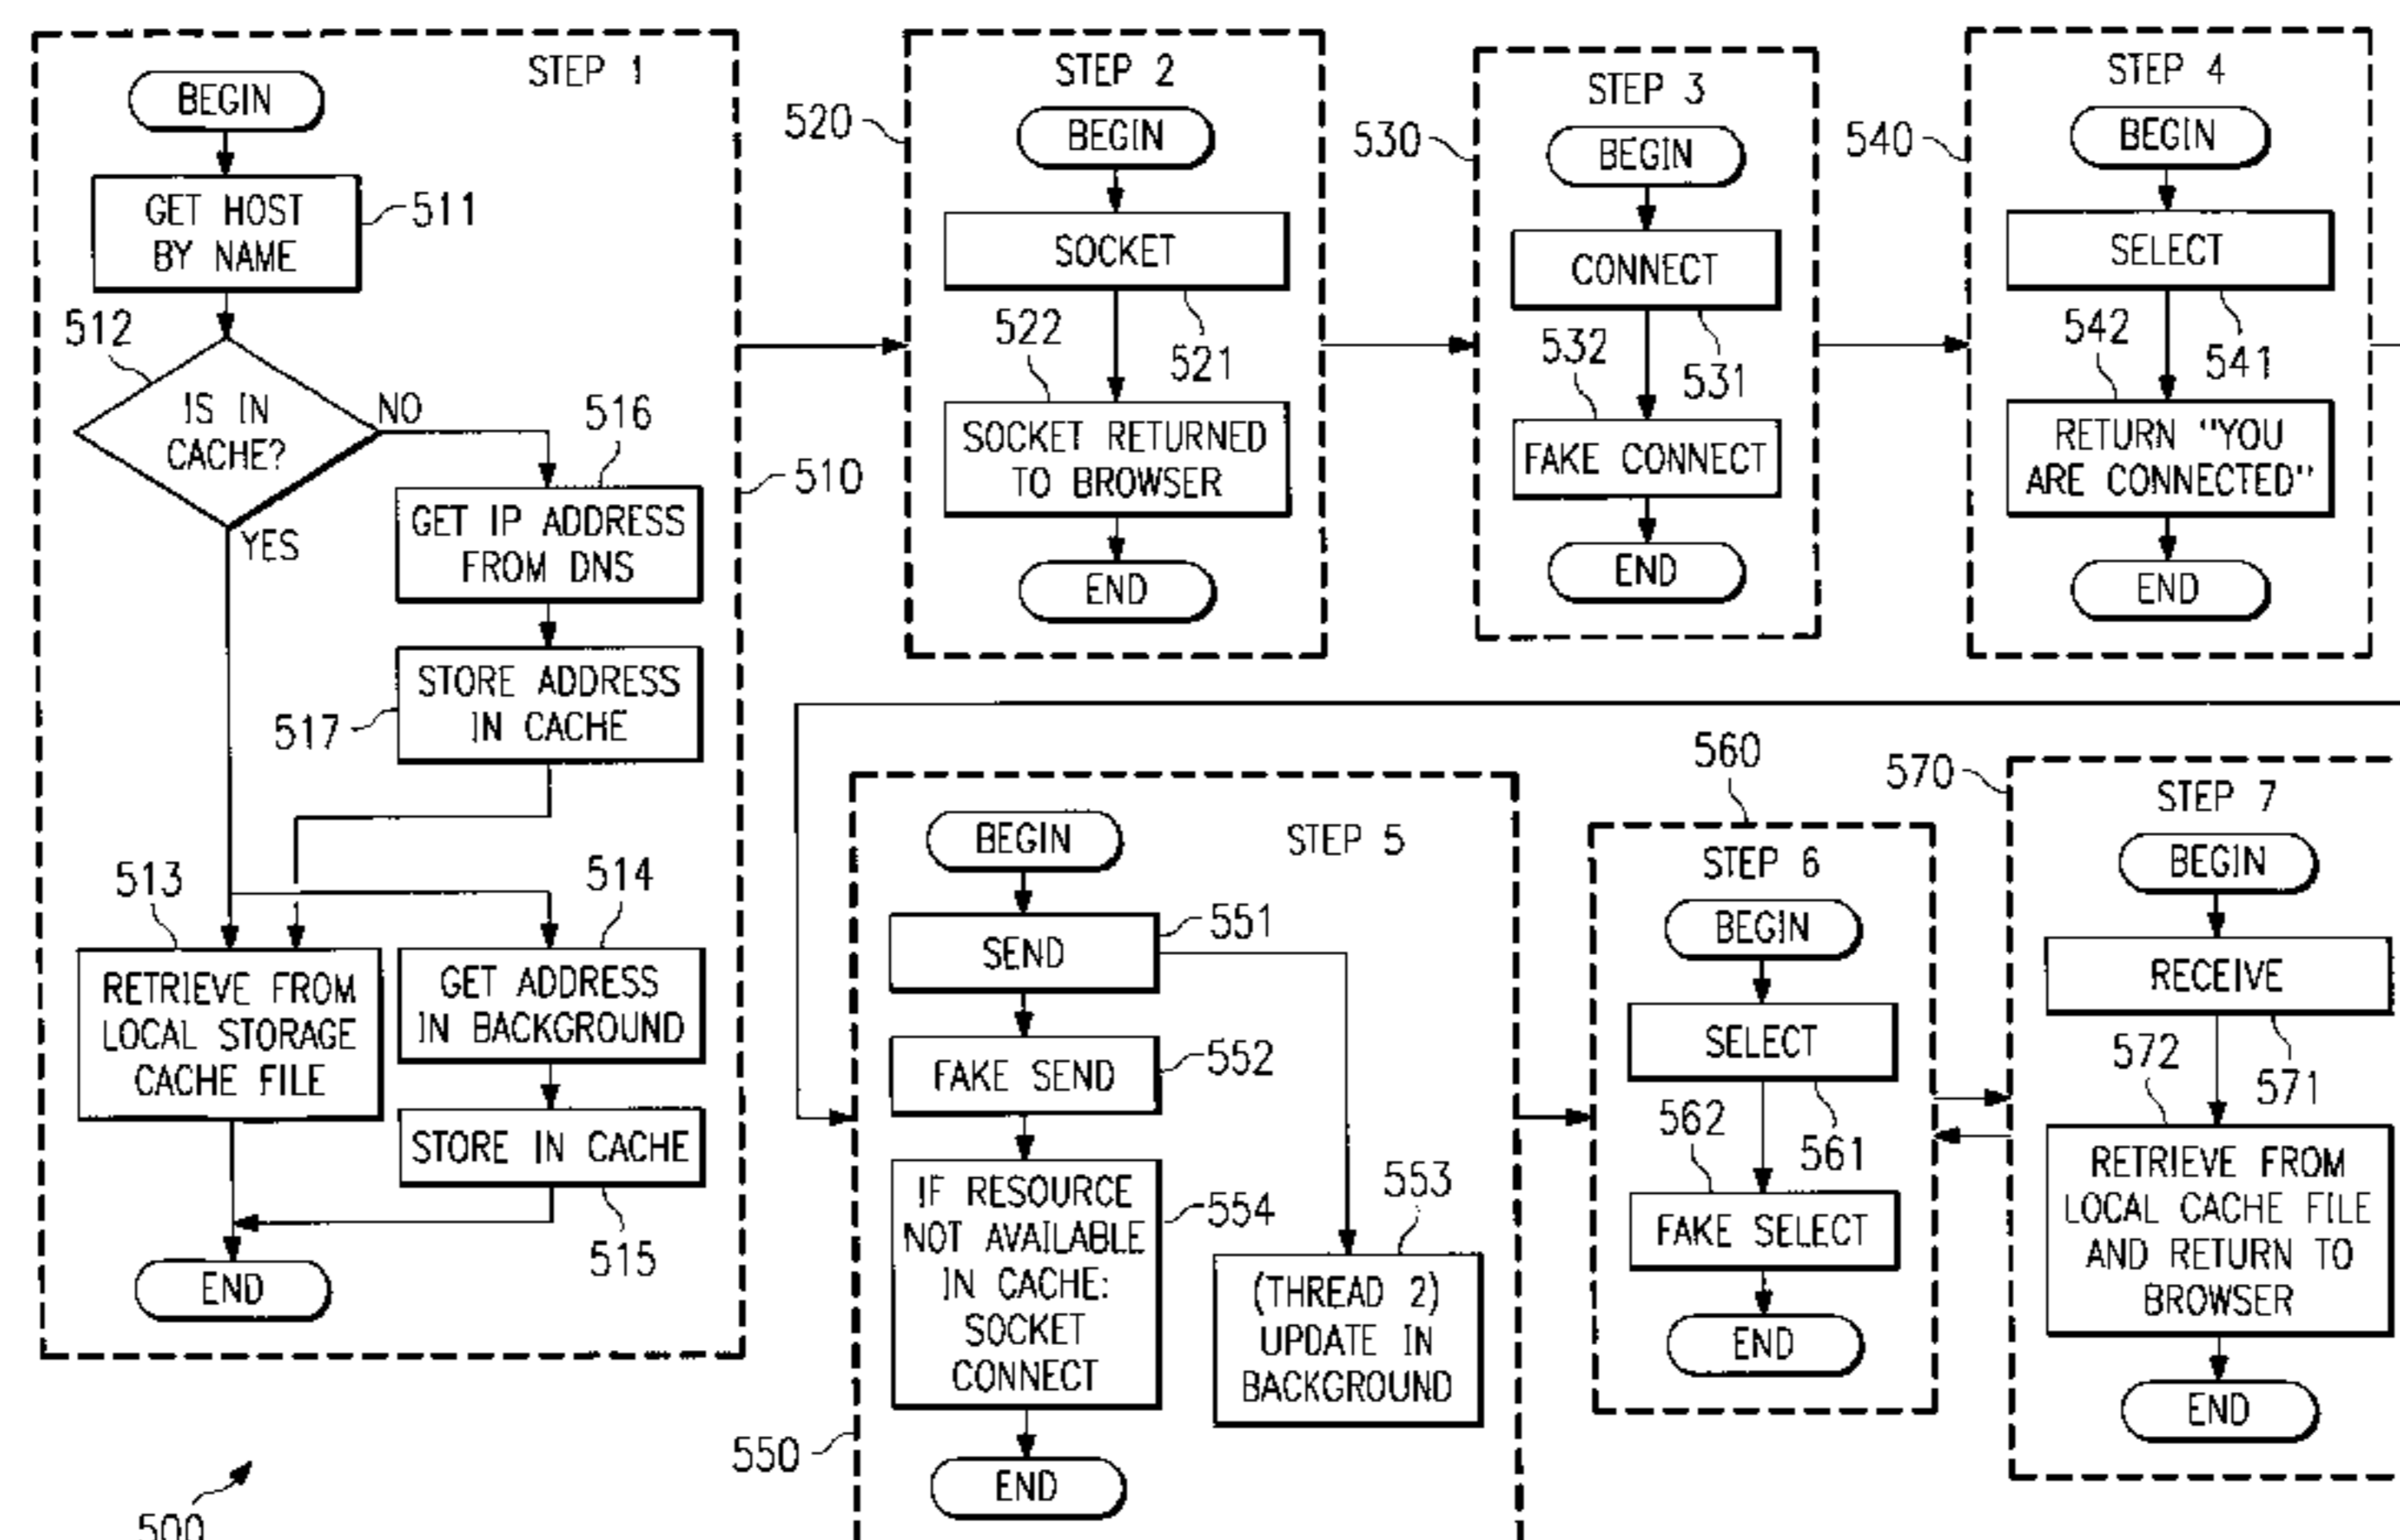 STEP 1
BEGIN
GET HOST
BY NAME
511
512
IS IN
CACHE?
NO
YES
516
GET IP ADDRESS
FROM DNS
510
STORE ADDRESS
IN CACHE
517
513
514
RETRIEVE FROM
LOCAL STORAGE
CACHE FILE
GET ADDRESS
IN BACKGROUND
STORE IN CACHE
515
END
500
STEP 2
520
BEGIN
SOCKET
522
521
SOCKET RETURNED
TO BROWSER
END
STEP 3
530
BEGIN
CONNECT
532
531
FAKE CONNECT
END
STEP 4
540
BEGIN
SELECT
542
541
RETURN "YOU
ARE CONNECTED"
END
STEP 5
BEGIN
SEND
551
FAKE SEND
552
IF RESOURCE
NOT AVAILABLE
IN CACHE:
SOCKET
CONNECT
554
553
(THREAD 2)
UPDATE IN
BACKGROUND
550
END
560
STEP 6
BEGIN
SELECT
562
561
FAKE SELECT
END
570
STEP 7
BEGIN
RECEIVE
572
571
RETRIEVE FROM
LOCAL CACHE FILE
AND RETURN TO
BROWSER
END